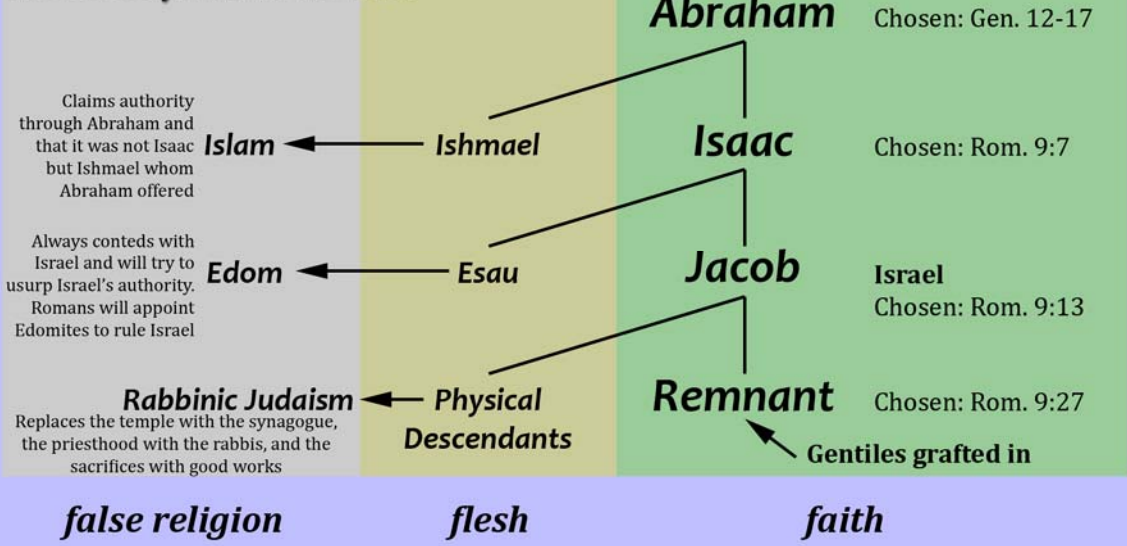 Abraham
Chosen: Gen. 12-17
Claims authority
through Abraham and
that it was not Isaac
but Ishmael whom
Abraham offered
Islam
Ishmael
Isaac
Chosen: Rom. 9:7
Always conteds with
Israel and will try to
usurp Israel's authority.
Romans will appoint
Edomites to rule Israel
Edom
Esau
Jacob
Israel
Chosen: Rom. 9:13
Rabbinic Judaism
Replaces the temple with the synagogue,
the priesthood with the rabbis, and the
sacrifices with good works
Physical
Descendants
Remnant
Chosen: Rom. 9:27
Gentiles grafted in
false religion
flesh
faith